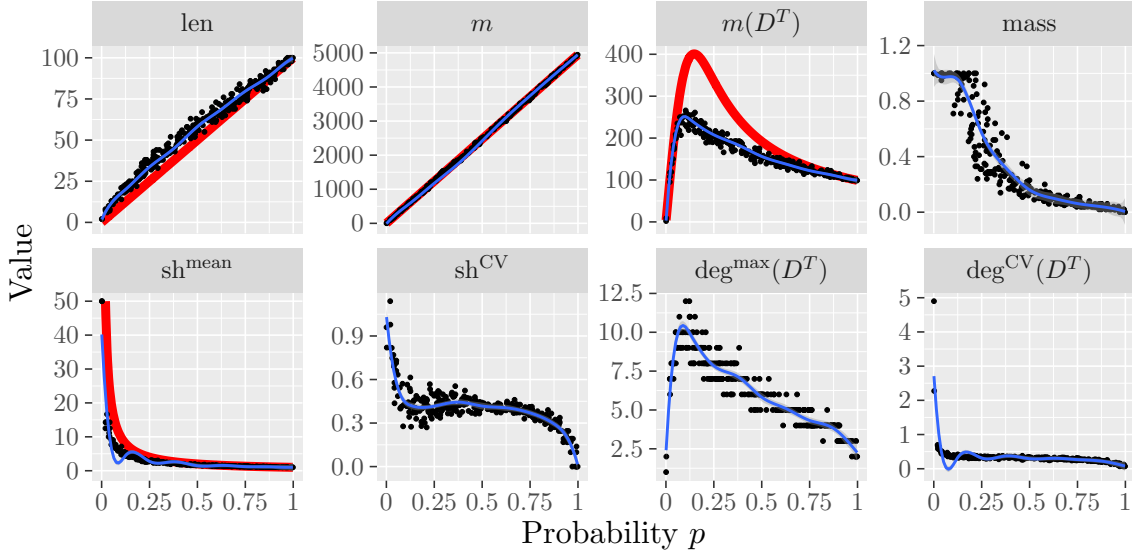 len m m(D^T) mass
100 75 50 25 0
5000 4000 3000 2000 1000 0
400 300 200 100 0
1.2 0.8 0.4 0.0
Value
sh^mean sh^CV deg^max(D^T) deg^CV(D^T)
50 40 30 20 10 0
0.9 0.6 0.3 0.0
12.5 10.0 7.5 5.0 2.5
5 4 3 2 1 0
0 0.25 0.5 0.75 1 0 0.25 0.5 0.75 1 0 0.25 0.5 0.75 1 0 0.25 0.5 0.75 1
Probability p